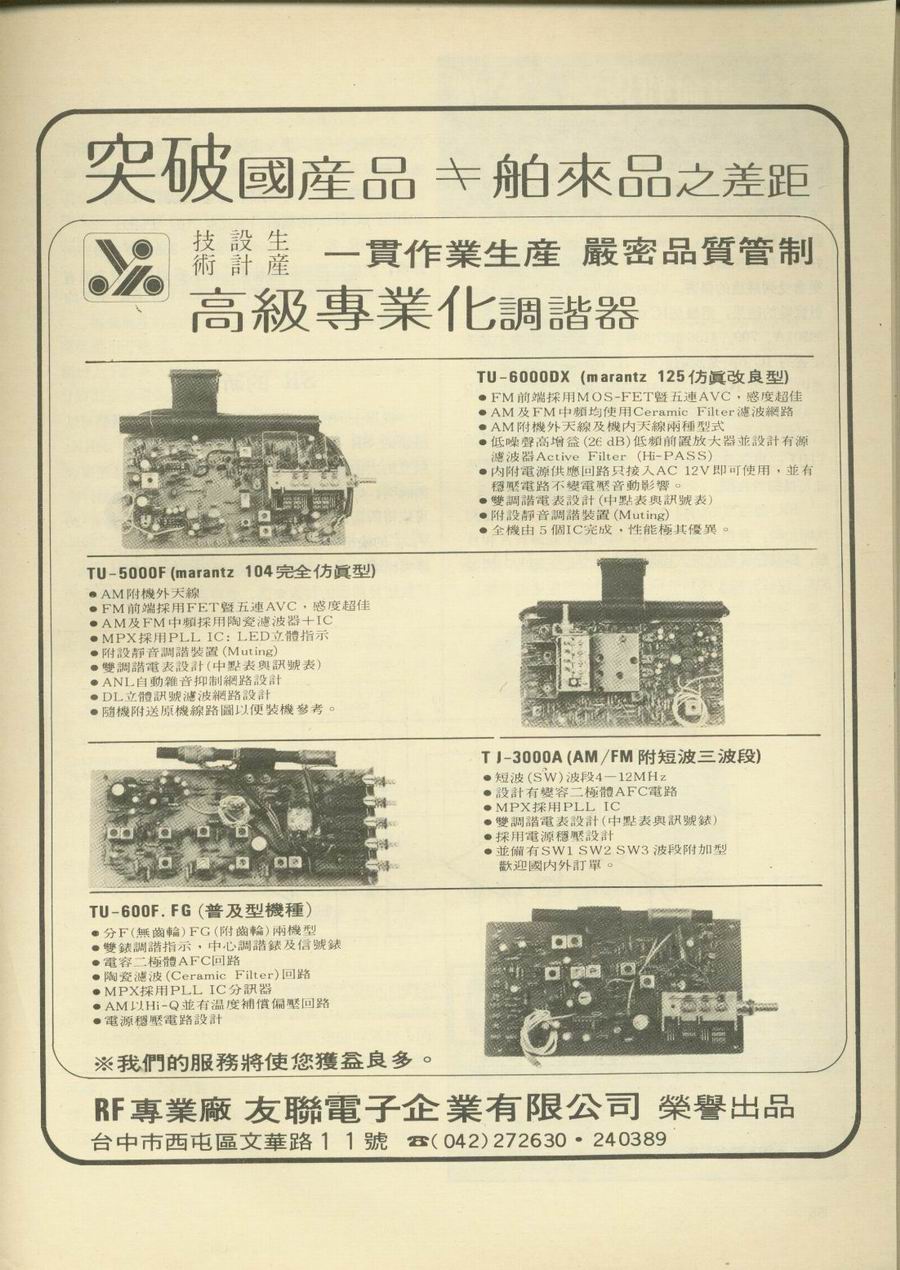 突破國産品 ≠ 舶來品之差距
技術 設計 生産
一貫作業生産 嚴密品質管制
高級專業化調諧器
TU-6000DX (marantz 125仿眞改良型)
●FM前端採用MOS-FET暨五連AVC，感度超佳
●AM及FM中頻均使用Ceramic Filter濾波網路
●AM附機外天線及機內天線兩種型式
●低噪聲高增益(26 dB)低頻前置放大器並設計有源
濾波器Active Filter (Hi-PASS)
●內附電源供應回路只接入AC 12V即可使用，並有
穩壓電路不變電壓音動影響。
●雙調諧電表設計(中點表與訊號表)
●附設靜音調諧裝置(Muting)
●全機由5個IC完成，性能極其優異。
TU-5000F (marantz 104完全仿眞型)
●AM附機外天線
●FM前端採用FET暨五連AVC，感度超佳
●AM及FM中頻採用陶瓷濾波器＋IC
●MPX採用PLL IC：LED立體指示
●附設靜音調諧裝置(Muting)
●雙調諧電表設計(中點表與訊號表)
●ANL自動雜音抑制網路設計
●DL立體訊號濾波網路設計
●隨機附送原機線路圖以便裝機參考。
TJ-3000A (AM/FM附短波三波段)
●短波(SW)波段4—12MHz
●設計有變容二極體AFC電路
●MPX採用PLL IC
●雙調諧電表設計(中點表與訊號錶)
●採用電源穩壓設計
●並備有SW1 SW2 SW3波段附加型
歡迎國內外訂單。
TU-600F. FG (普及型機種)
●分F(無齒輪)FG(附齒輪)兩機型
●雙錶調諧指示，中心調諧錶及信號錶
●電容二極體AFC回路
●陶瓷濾波(Ceramic Filter)回路
●MPX採用PLL IC分訊器
●AM以Hi-Q並有溫度補償偏壓回路
●電源穩壓電路設計
※我們的服務將使您獲益良多。
RF專業廠 友聯電子企業有限公司 榮譽出品
台中市西屯區文華路11號 ☎(042)272630・240389